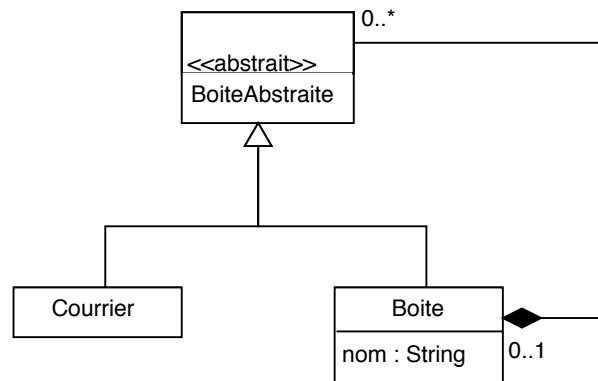 0..*
<<abstrait>>
BoiteAbstraite
Courrier
Boite
nom : String
0..1